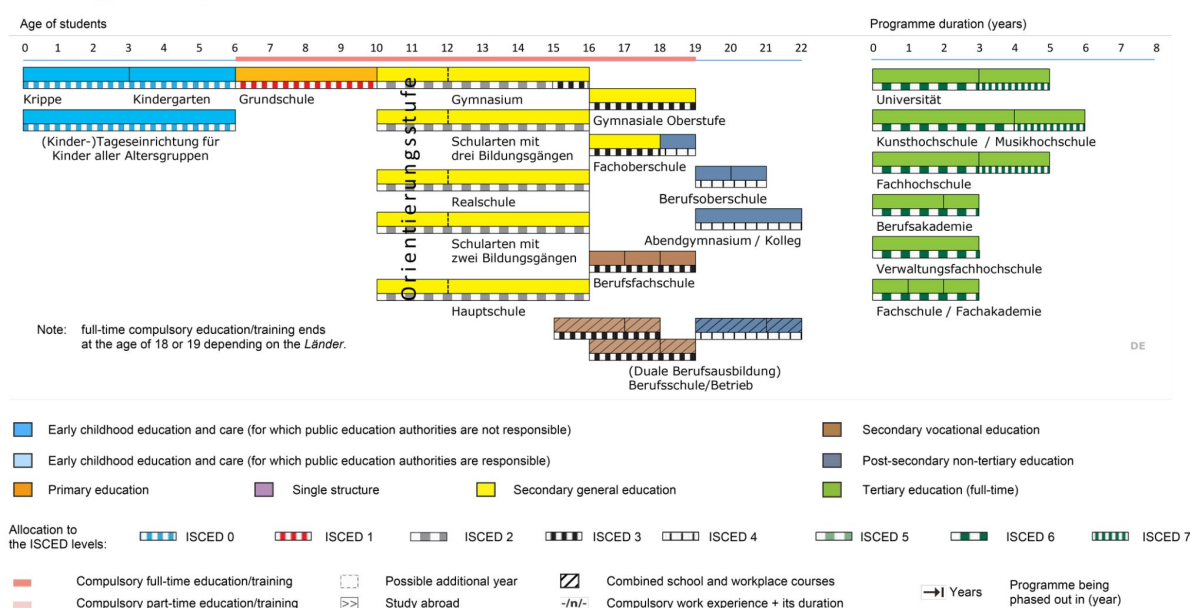 Age of students
Programme duration (years)
0 1 2 3 4 5 6 7 8 9 10 11 12 13 14 15 16 17 18 19 20 21 22
0 1 2 3 4 5 6 7 8
Krippe
Kindergarten
Grundschule
Orientierungsstufe
Gymnasium
Gymnasiale Oberstufe
(Kinder-)Tageseinrichtung für
Kinder aller Altersgruppen
Schularten mit
drei Bildungsgängen
Fachoberschule
Realschule
Berufsoberschule
Schularten mit
zwei Bildungsgängen
Abendgymnasium / Kolleg
Berufsfachschule
Hauptschule
(Duale Berufsausbildung)
Berufsschule/Betrieb
Universität
Kunsthochschule / Musikhochschule
Fachhochschule
Berufsakademie
Verwaltungsfachhochschule
Fachschule / Fachakademie
Note: full-time compulsory education/training ends
at the age of 18 or 19 depending on the Länder.
DE
Early childhood education and care (for which public education authorities are not responsible)
Secondary vocational education
Early childhood education and care (for which public education authorities are responsible)
Post-secondary non-tertiary education
Primary education
Single structure
Secondary general education
Tertiary education (full-time)
Allocation to
the ISCED levels:
ISCED 0
ISCED 1
ISCED 2
ISCED 3
ISCED 4
ISCED 5
ISCED 6
ISCED 7
Compulsory full-time education/training
Possible additional year
Combined school and workplace courses
Years
Programme being
phased out in (year)
Compulsory part-time education/training
>> Study abroad
-/n/- Compulsory work experience + its duration